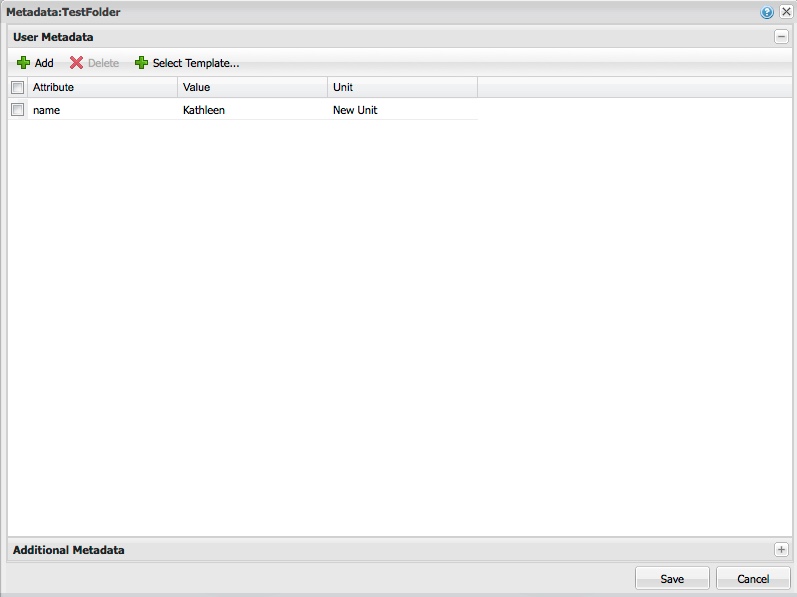 Metadata:TestFolder
User Metadata
Add Delete Select Template...
Attribute Value Unit
name Kathleen New Unit
Additional Metadata
Save Cancel